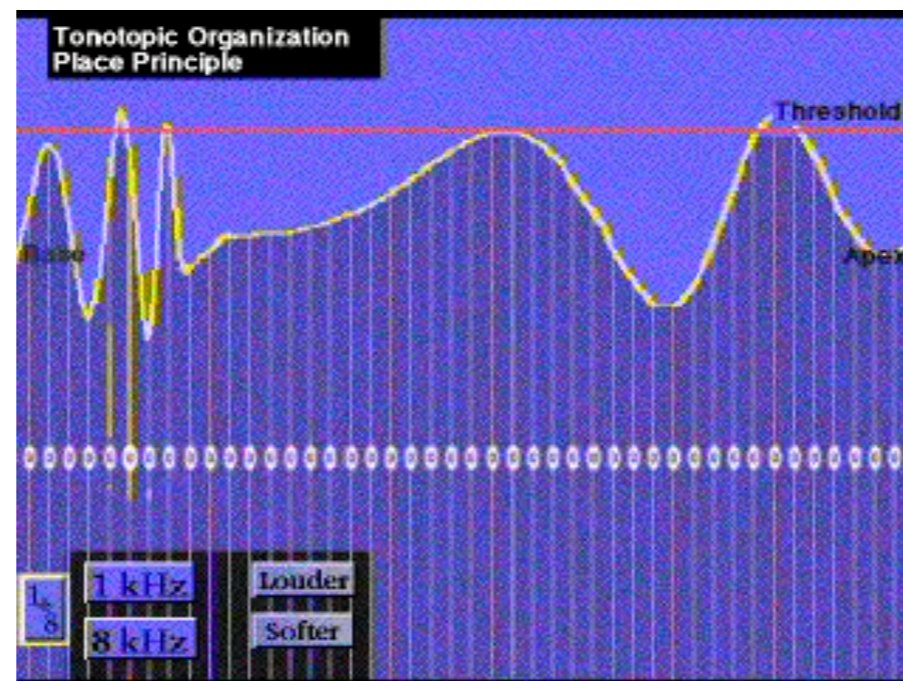 Tonotopic Organization
Place Principle
Threshold
Base
Apex
1 kHz
Louder
8 kHz
Softer